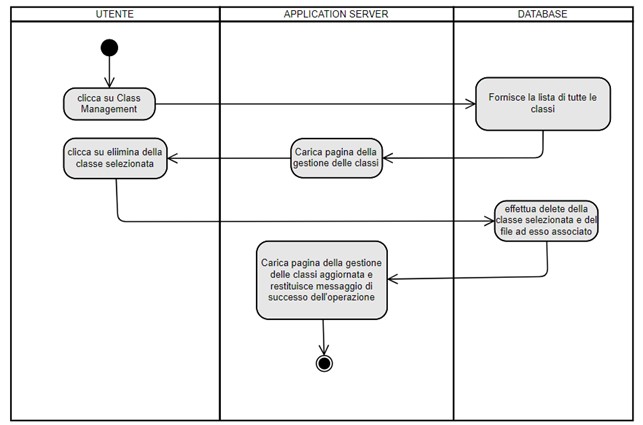 UTENTE
APPLICATION SERVER
DATABASE
clicca su Class
Management
Fornisce la lista di tutte le
classi
Carica pagina della
gestione delle classi
clicca su eliimina della
classe selezionata
effettua delete della
classe selezionata e del
file ad esso associato
Carica pagina della gestione
delle classi aggiornata e
restituisce messaggio di
successo dell'operazione